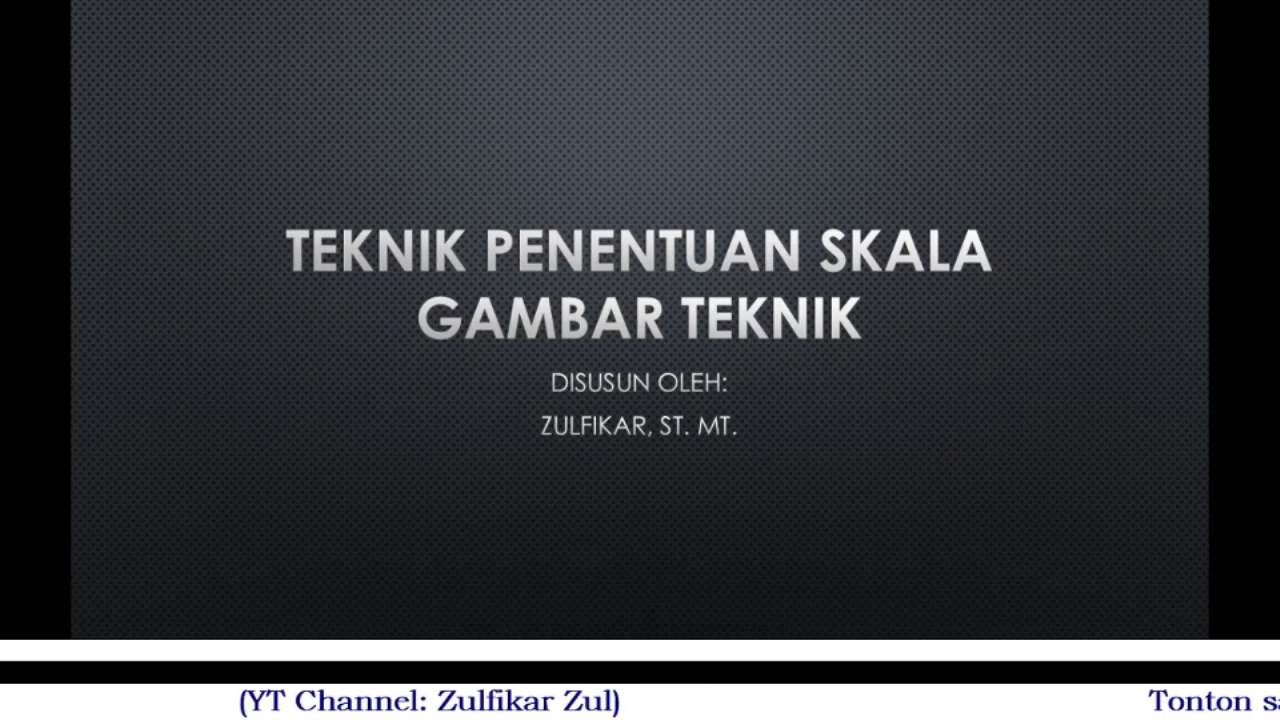 TEKNIK PENENTUAN SKALA
GAMBAR TEKNIK
DISUSUN OLEH:
ZULFIKAR, ST. MT.
(YT Channel: Zulfikar Zul)
Tonton